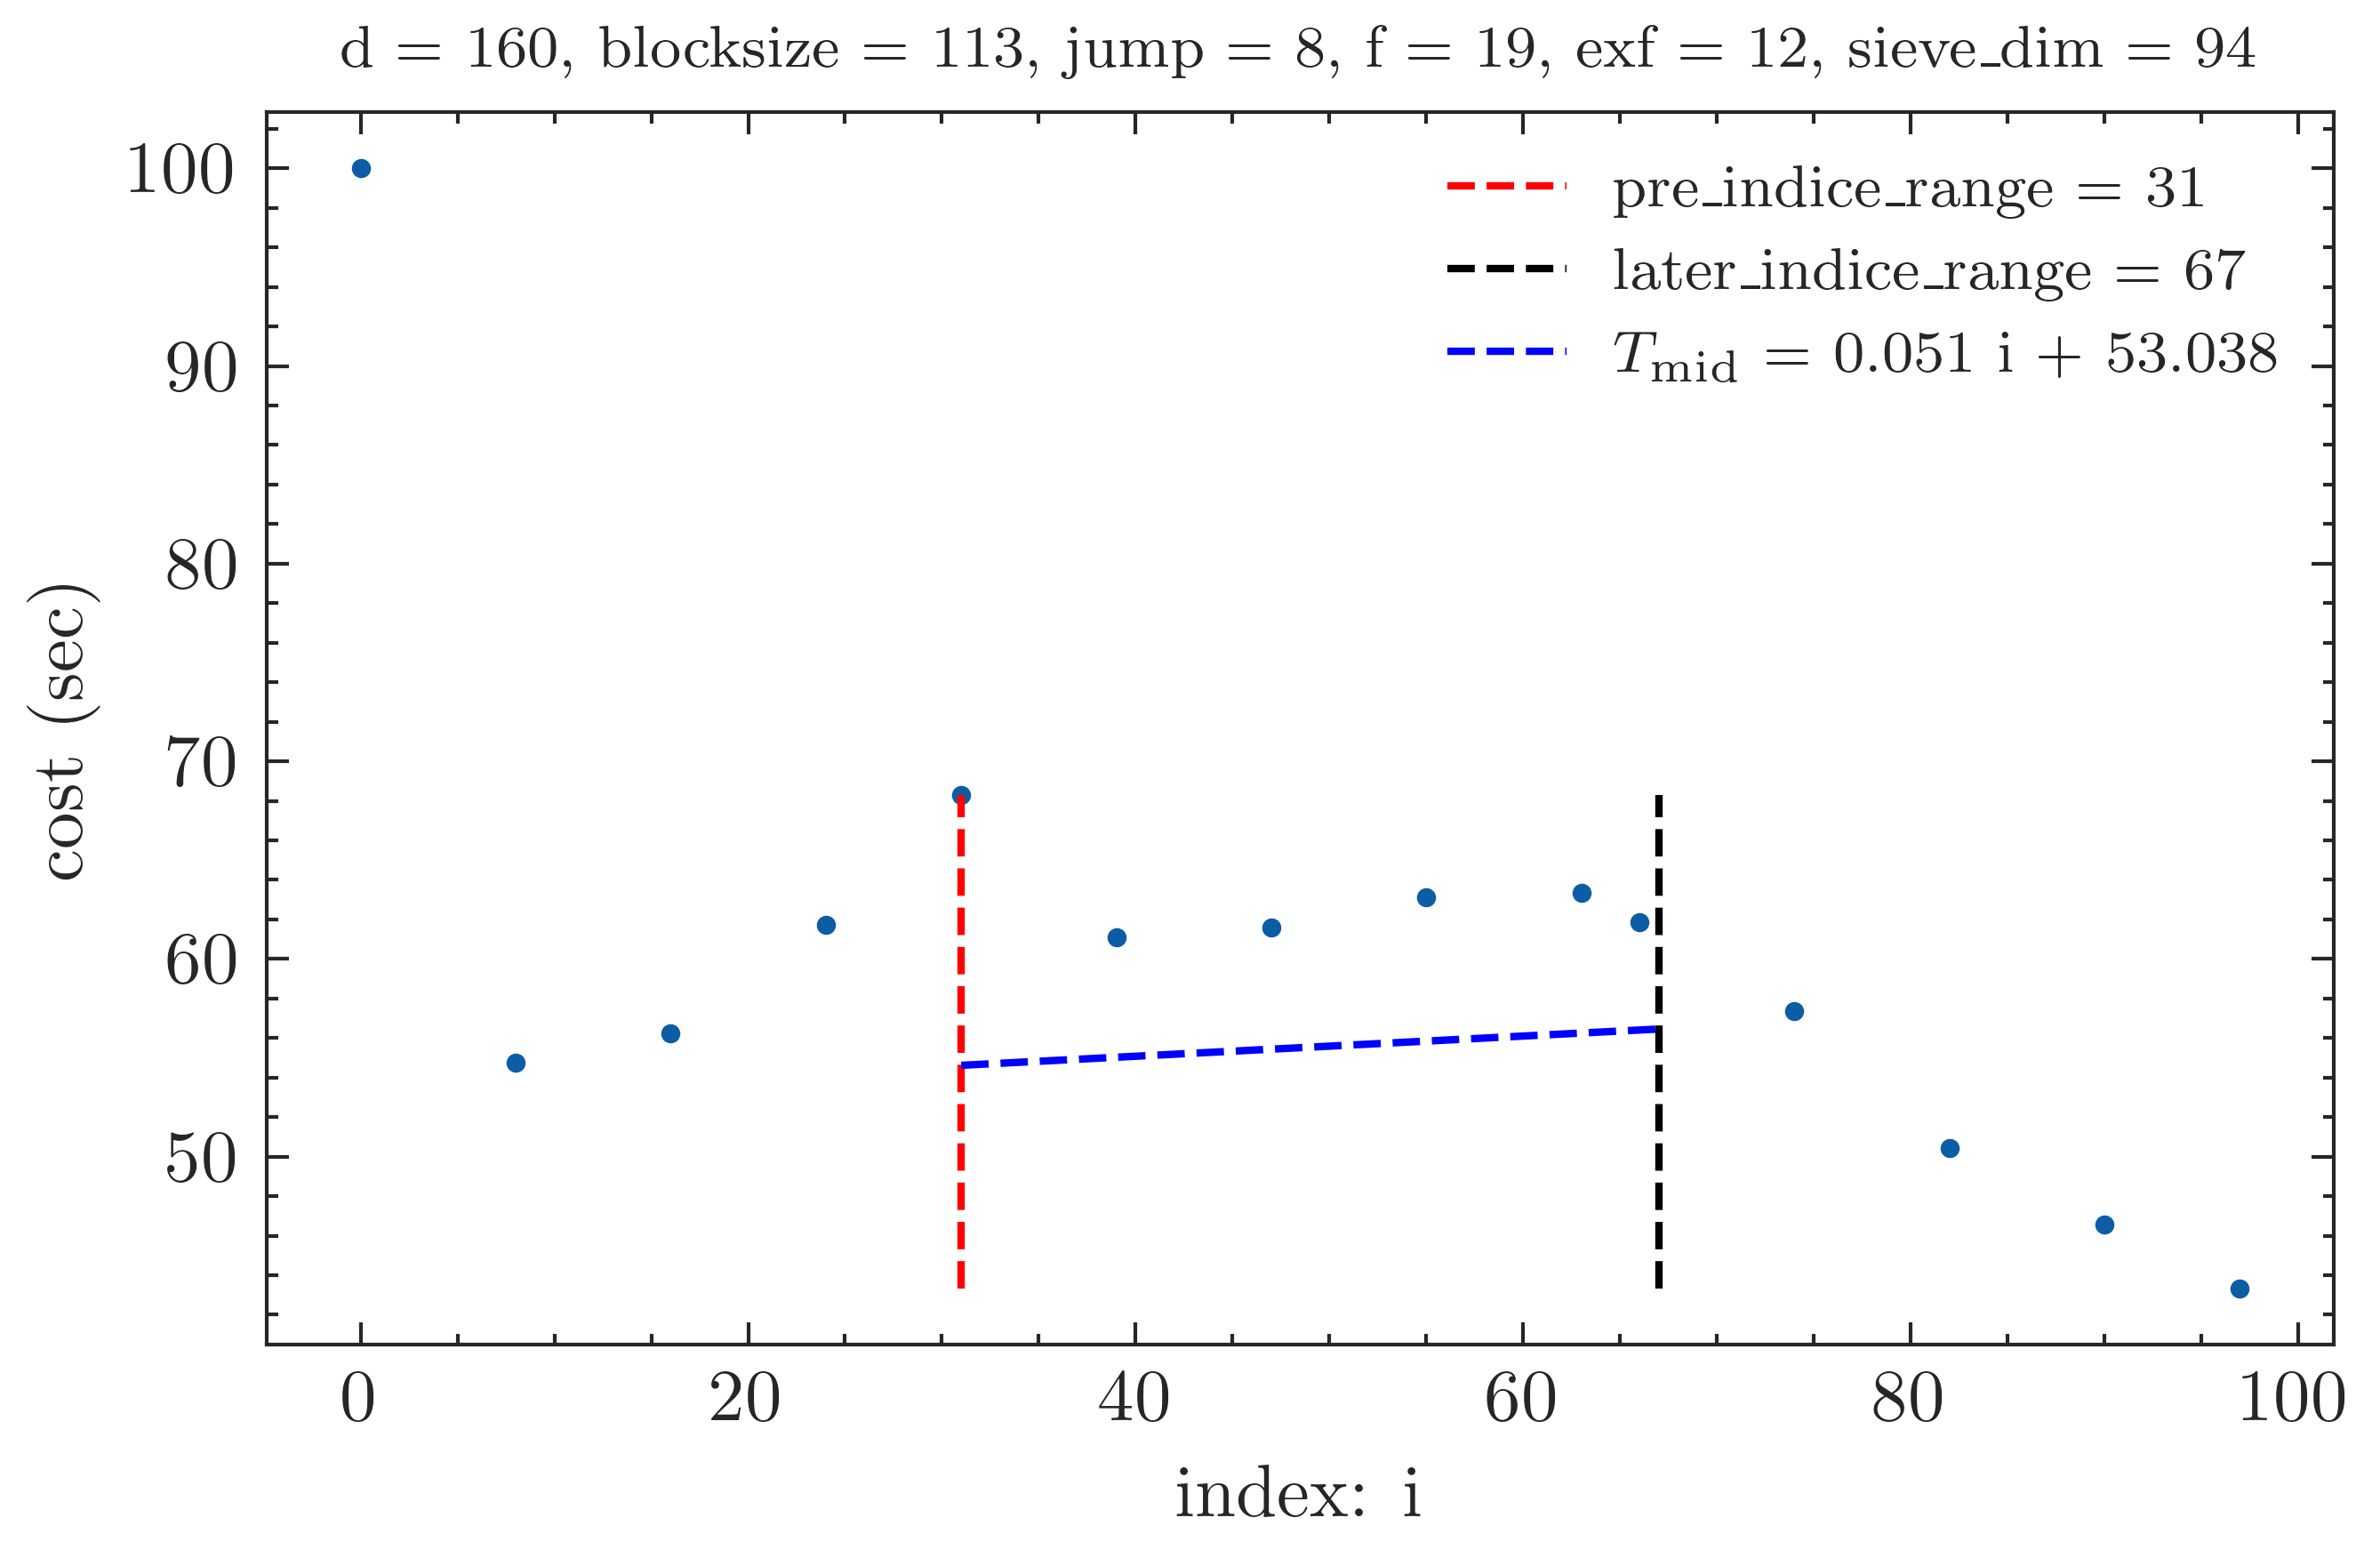 d = 160, blocksize = 113, jump = 8, f = 19, exf = 12, sieve_dim = 94
100
90
80
70
60
50
cost (sec)
pre_indice_range = 31
later_indice_range = 67
T_mid = 0.051 i + 53.038
0 20 40 60 80 100
index: i